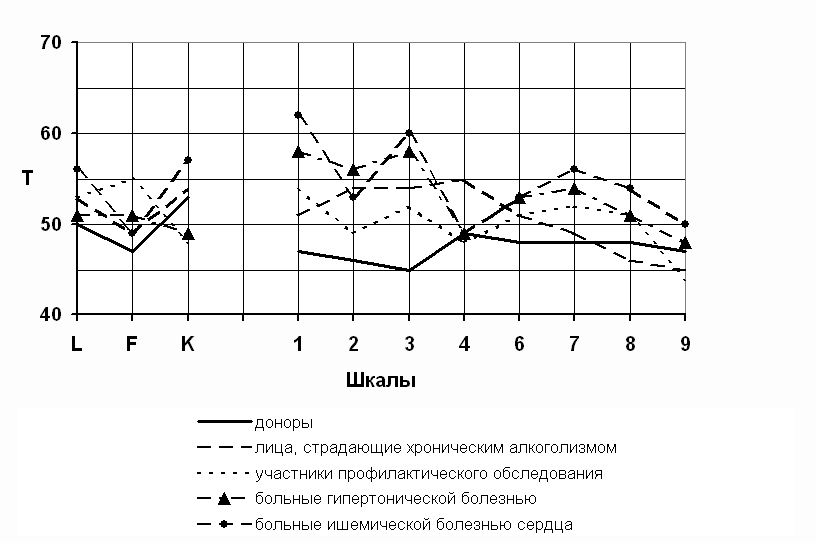 70
60
T
50
40
L F K 1 2 3 4 6 7 8 9
Шкалы
доноры
лица, страдающие хроническим алкоголизмом
участники профилактического обследования
больные гипертонической болезнью
больные ишемической болезнью сердца